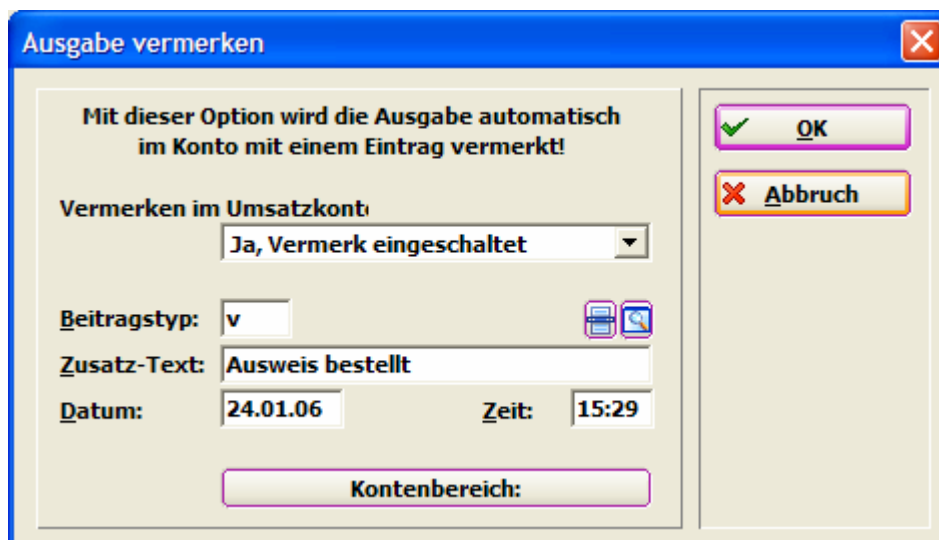 Ausgabe vermerken
Mit dieser Option wird die Ausgabe automatisch
im Konto mit einem Eintrag vermerkt!
OK
Abbruch
Vermerken im Umsatzkont
Ja, Vermerk eingeschaltet
Beitragstyp: v
Zusatz-Text: Ausweis bestellt
Datum: 24.01.06 Zeit: 15:29
Kontenbereich: